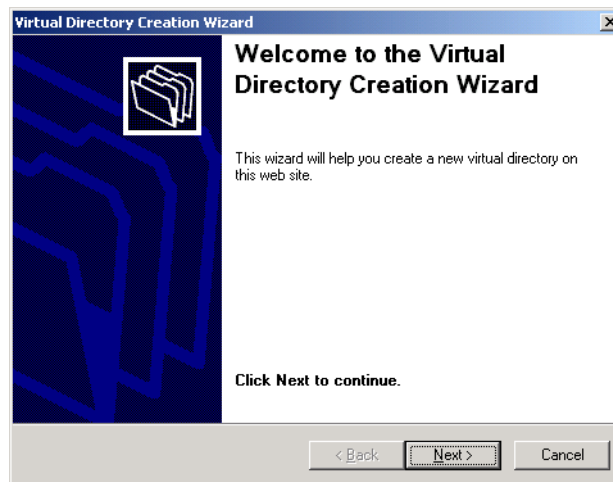 Virtual Directory Creation Wizard
Welcome to the Virtual
Directory Creation Wizard
This wizard will help you create a new virtual directory on
this web site.
Click Next to continue.
< Back
Next >
Cancel